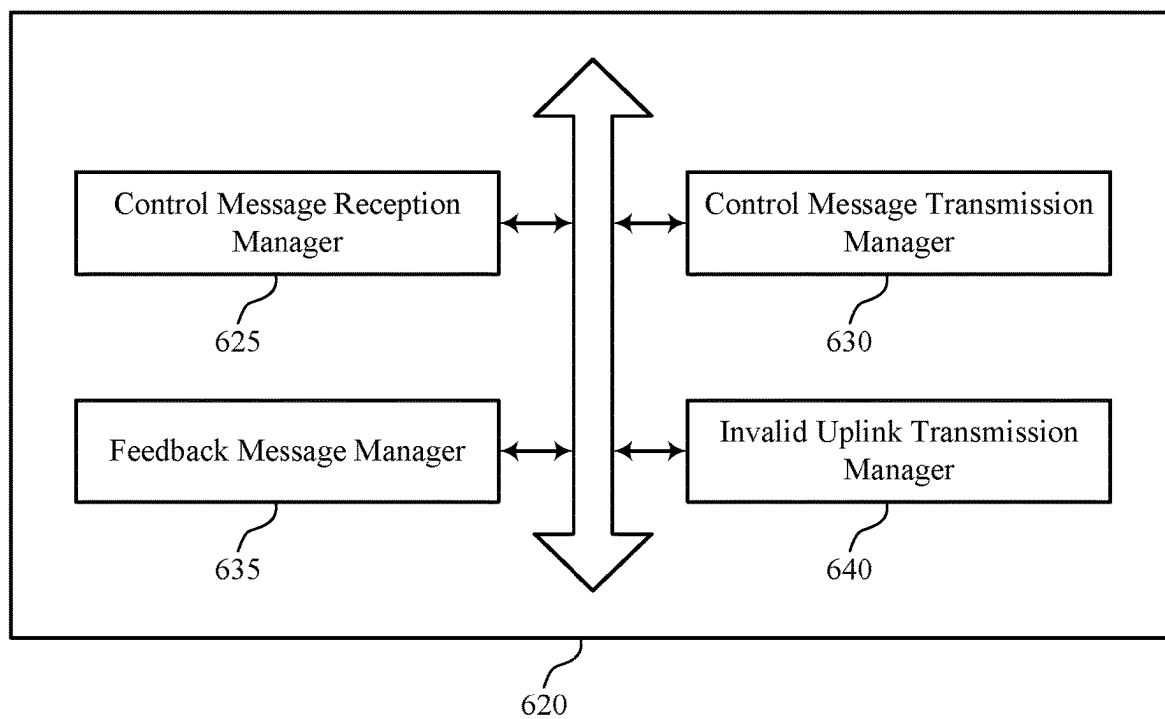 Control Message Reception
Manager
625
Control Message Transmission
Manager
630
Feedback Message Manager
635
Invalid Uplink Transmission
Manager
640
620